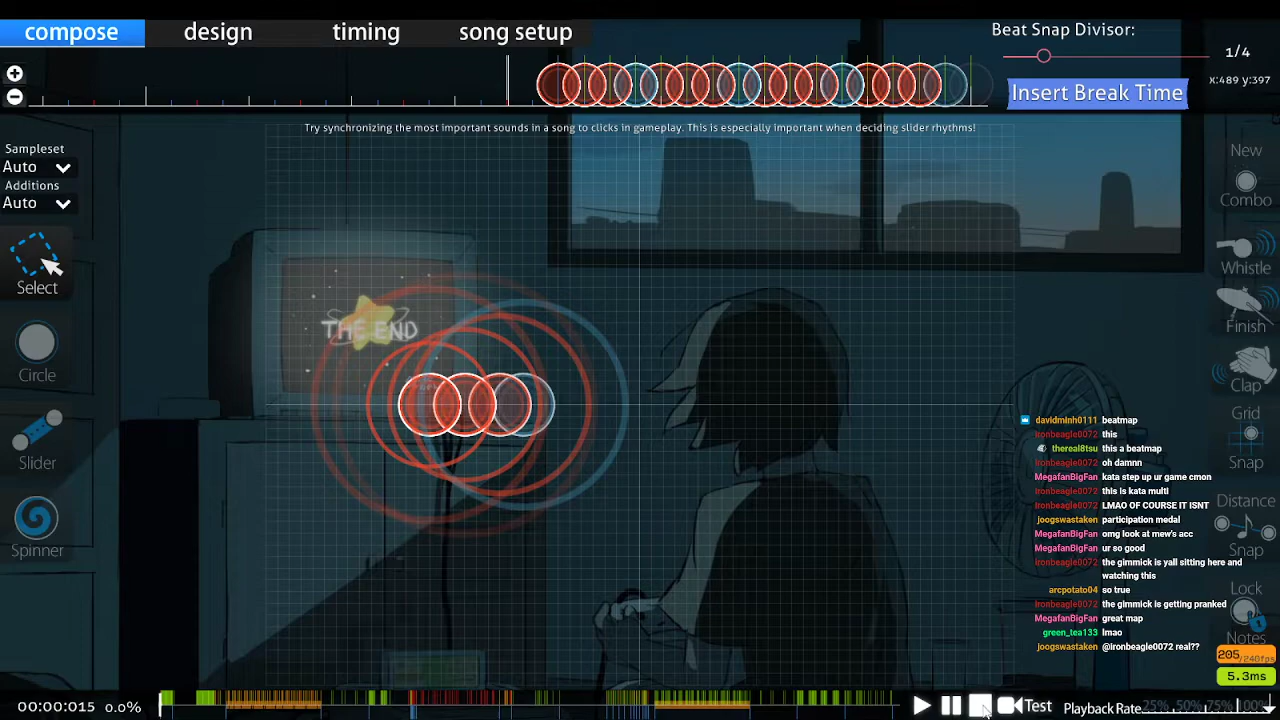 compose design timing song setup
Beat Snap Divisor:
1/4
x:489 y:397
Insert Break Time
Try synchronizing the most important sounds in a song to clicks in gameplay. This is especially important when deciding slider rhythms!
Sampleset
Auto
Additions
Auto
Select
Circle
Slider
Spinner
THE END
New
Combo
Whistle
Finish
Clap
Grid
Snap
Distance
Snap
Lock
Notes
davidminh0111 beatmap
Ironbeagle0072 this
thereal8tsu this a beatmap
Ironbeagle0072 oh damnn
MegafanBigFan kata step up ur game cmon
Ironbeagle0072 this is kata multi
Ironbeagle0072 LMAO OF COURSE IT ISNT
joogswastaken participation medal
MegafanBigFan omg look at mew's acc
MegafanBigFan ur so good
Ironbeagle0072 the gimmick is yall sitting here and
watching this
arcpotato04 so true
Ironbeagle0072 the gimmick is getting pranked
MegafanBigFan great map
green_tea133 lmao
joogswastaken @ironbeagle0072 real??
205/240fps
5.3ms
00:00:015 0.0%
Test
Playback Rate
25% 50% 75% 100%